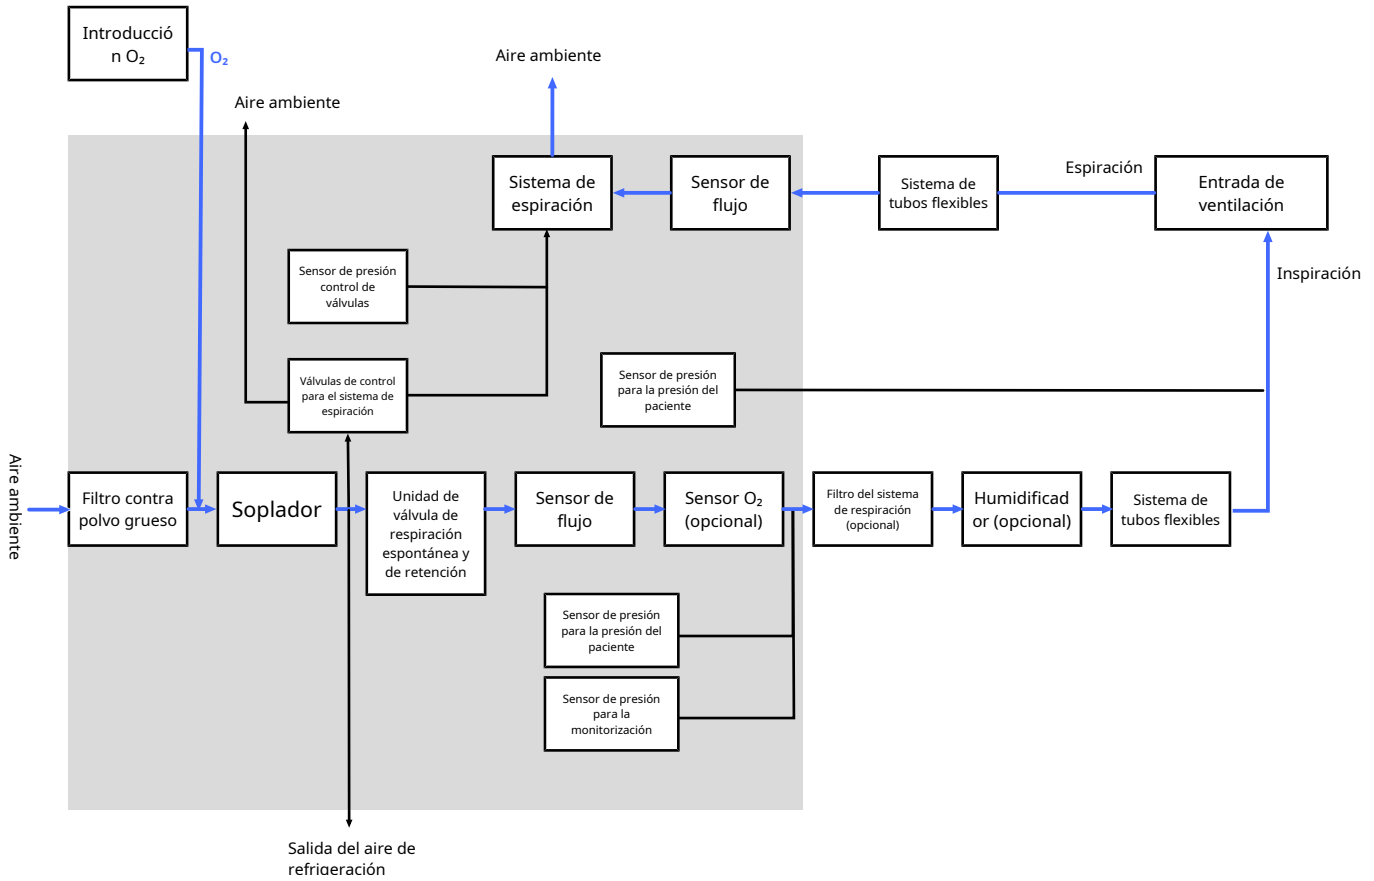 Introducció
n O₂
O₂
Aire ambiente
Aire ambiente
Sistema de
espiración
Sensor de
flujo
Sistema de
tubos flexibles
Espiración
Entrada de
ventilación
Inspiración
Sensor de presión
control de
válvulas
Válvulas de control
para el sistema de
espiración
Sensor de presión
para la presión del
paciente
Aire ambiente
Filtro contra
polvo grueso
Soplador
Unidad de
válvula de
respiración
espontánea y
de retención
Sensor de
flujo
Sensor O₂
(opcional)
Filtro del sistema
de respiración
(opcional)
Humidificad
or (opcional)
Sistema de
tubos flexibles
Sensor de presión
para la presión del
paciente
Sensor de presión
para la
monitorización
Salida del aire de
refrigeración